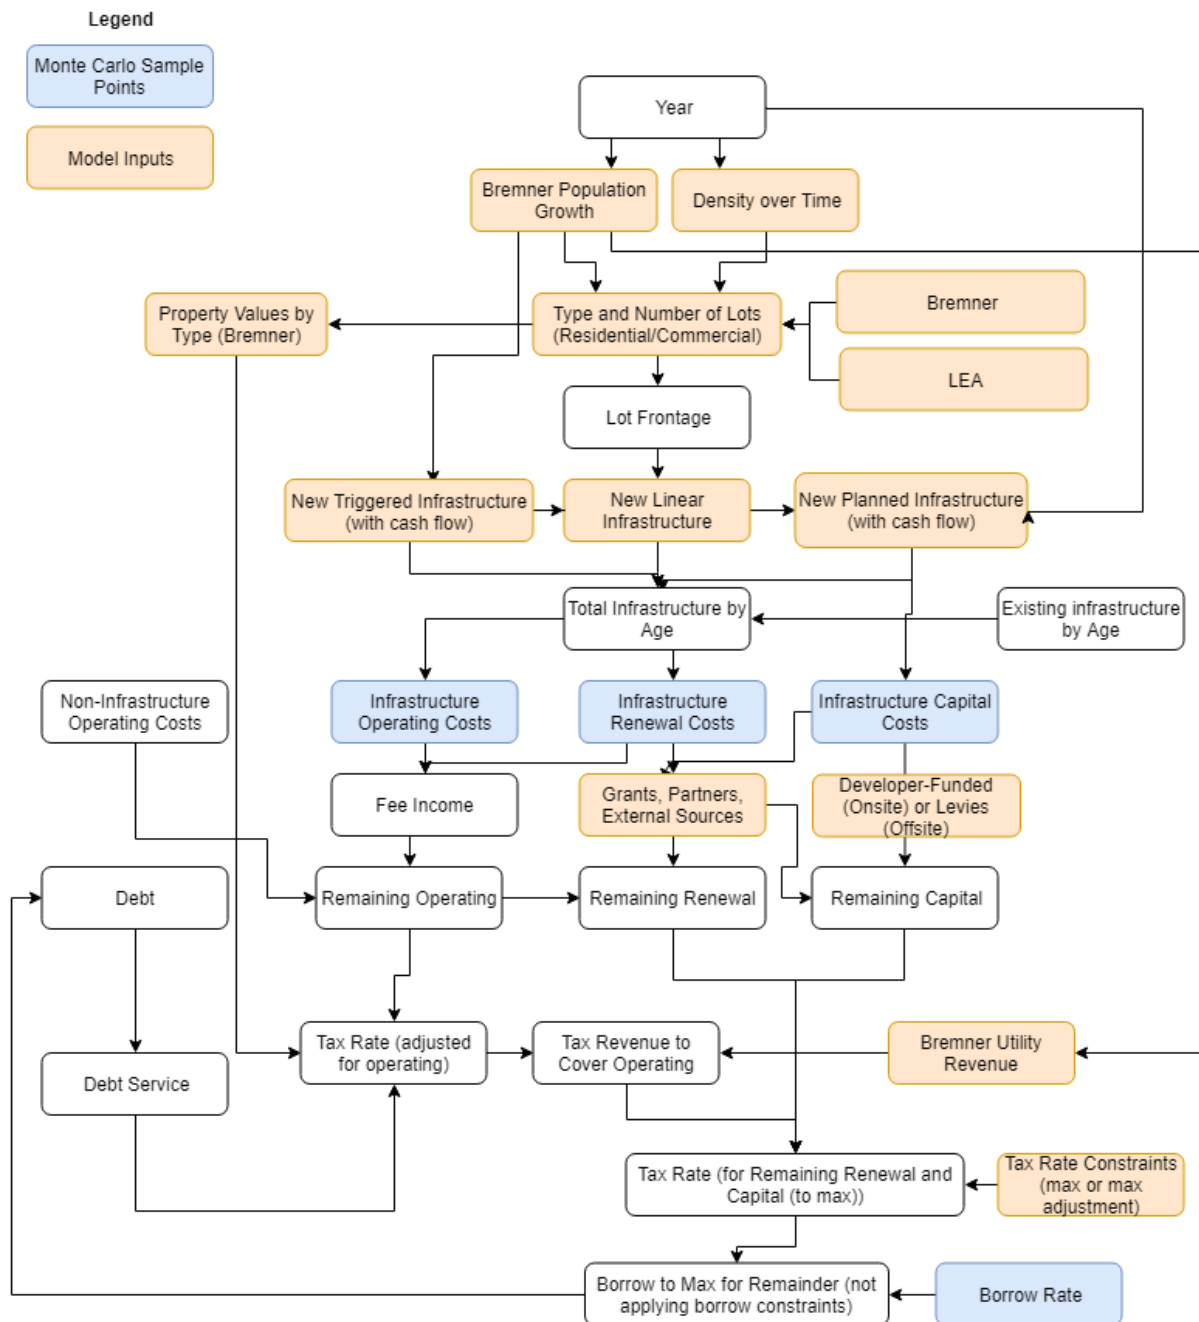 Legend
Monte Carlo Sample
Points
Model Inputs
Year
Bremner Population
Growth
Density over Time
Property Values by
Type (Bremner)
Type and Number of Lots
(Residential/Commercial)
Bremner
LEA
Lot Frontage
New Triggered Infrastructure
(with cash flow)
New Linear
Infrastructure
New Planned Infrastructure
(with cash flow)
Total Infrastructure by
Age
Existing infrastructure
by Age
Non-Infrastructure
Operating Costs
Infrastructure
Operating Costs
Infrastructure
Renewal Costs
Infrastructure Capital
Costs
Fee Income
Grants, Partners,
External Sources
Developer-Funded
(Onsite) or Levies
(Offsite)
Debt
Remaining Operating
Remaining Renewal
Remaining Capital
Debt Service
Tax Rate (adjusted
for operating)
Tax Revenue to
Cover Operating
Bremner Utility
Revenue
Tax Rate (for Remaining Renewal and
Capital (to max))
Tax Rate Constraints
(max or max
adjustment)
Borrow to Max for Remainder (not
applying borrow constraints)
Borrow Rate